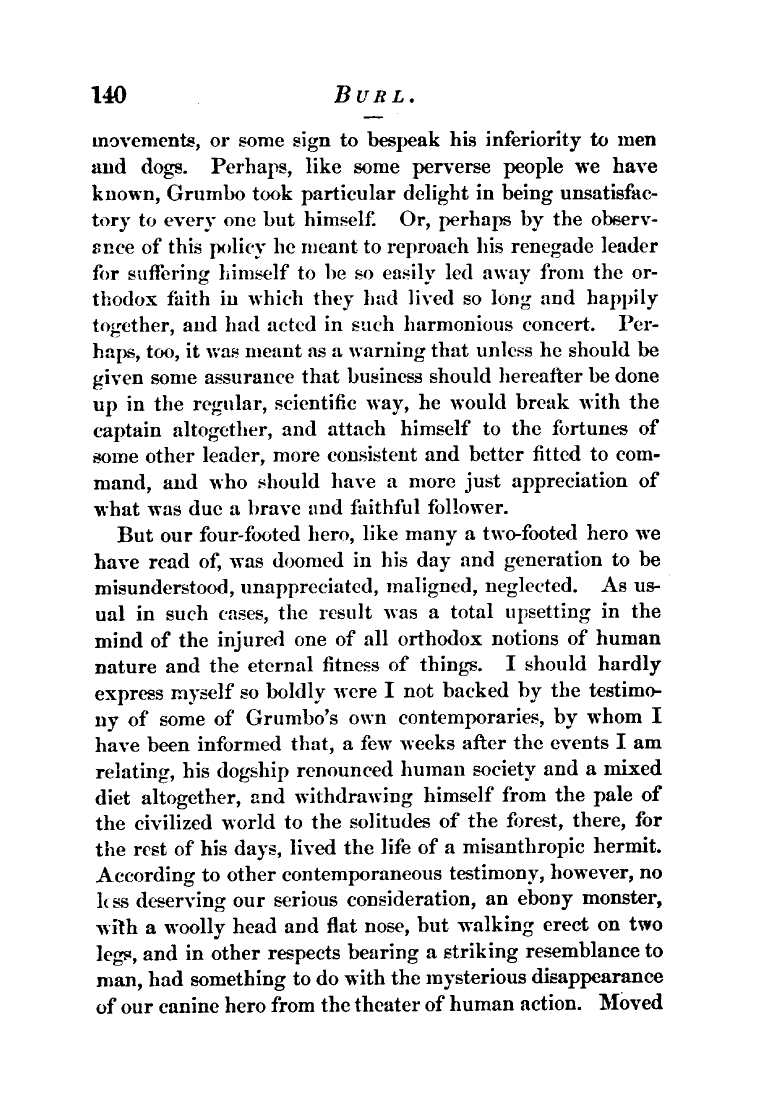 140 BURL.
movements, or some sign to bespeak his inferiority to men
and dogs. Perhaps, like some perverse people we have
known, Grumbo took particular delight in being unsatisfac-
tory to every one but himself. Or, perhaps by the observ-
ance of this policy he meant to reproach his renegade leader
for suffering himself to be so easily led away from the or-
thodox faith in which they had lived so long and happily
together, and had acted in such harmonious concert. Per-
haps, too, it was meant as a warning that unless he should be
given some assurance that business should hereafter be done
up in the regular, scientific way, he would break with the
captain altogether, and attach himself to the fortunes of
some other leader, more consistent and better fitted to com-
mand, and who should have a more just appreciation of
what was due a brave and faithful follower.
But our four-footed hero, like many a two-footed hero we
have read of, was doomed in his day and generation to be
misunderstood, unappreciated, maligned, neglected. As us-
ual in such cases, the result was a total upsetting in the
mind of the injured one of all orthodox notions of human
nature and the eternal fitness of things. I should hardly
express myself so boldly were I not backed by the testimo-
ny of some of Grumbo's own contemporaries, by whom I
have been informed that, a few weeks after the events I am
relating, his dogship renounced human society and a mixed
diet altogether, and withdrawing himself from the pale of
the civilized world to the solitudes of the forest, there, for
the rest of his days, lived the life of a misanthropic hermit.
According to other contemporaneous testimony, however, no
less deserving our serious consideration, an ebony monster,
with a woolly head and flat nose, but walking erect on two
legs, and in other respects bearing a striking resemblance to
man, had something to do with the mysterious disappearance
of our canine hero from the theater of human action. Moved